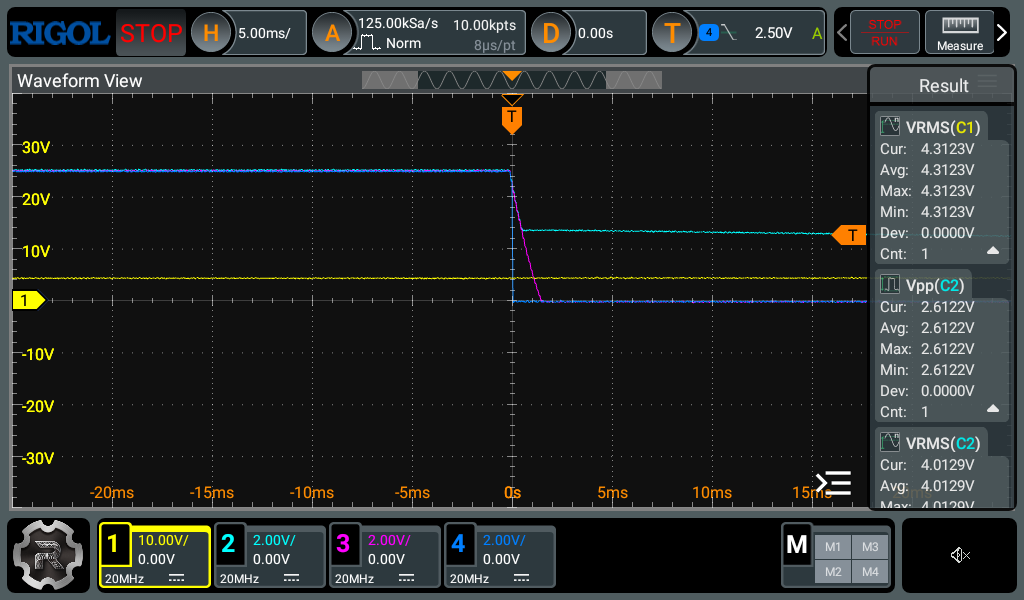 RIGOL STOP H 5.00ms/ A 125.00kSa/s 10.00kpts D 0.00s T 4 2.50V A STOP
Norm 8µs/pt RUN Measure
Waveform View
Result
T
30V
20V
10V
1
-10V
-20V
-30V
T
-20ms -15ms -10ms -5ms 0s 5ms 10ms 15ms
VRMS(C1)
Cur: 4.3123V
Avg: 4.3123V
Max: 4.3123V
Min: 4.3123V
Dev: 0.0000V
Cnt: 1
Vpp(C2)
Cur: 2.6122V
Avg: 2.6122V
Max: 2.6122V
Min: 2.6122V
Dev: 0.0000V
Cnt: 1
VRMS(C2)
Cur: 4.0129V
Avg: 4.0129V
Max: 4.0129V
1 10.00V/
0.00V
20MHz
2 2.00V/
0.00V
20MHz
3 2.00V/
0.00V
20MHz
4 2.00V/
0.00V
20MHz
M M1 M3
M2 M4